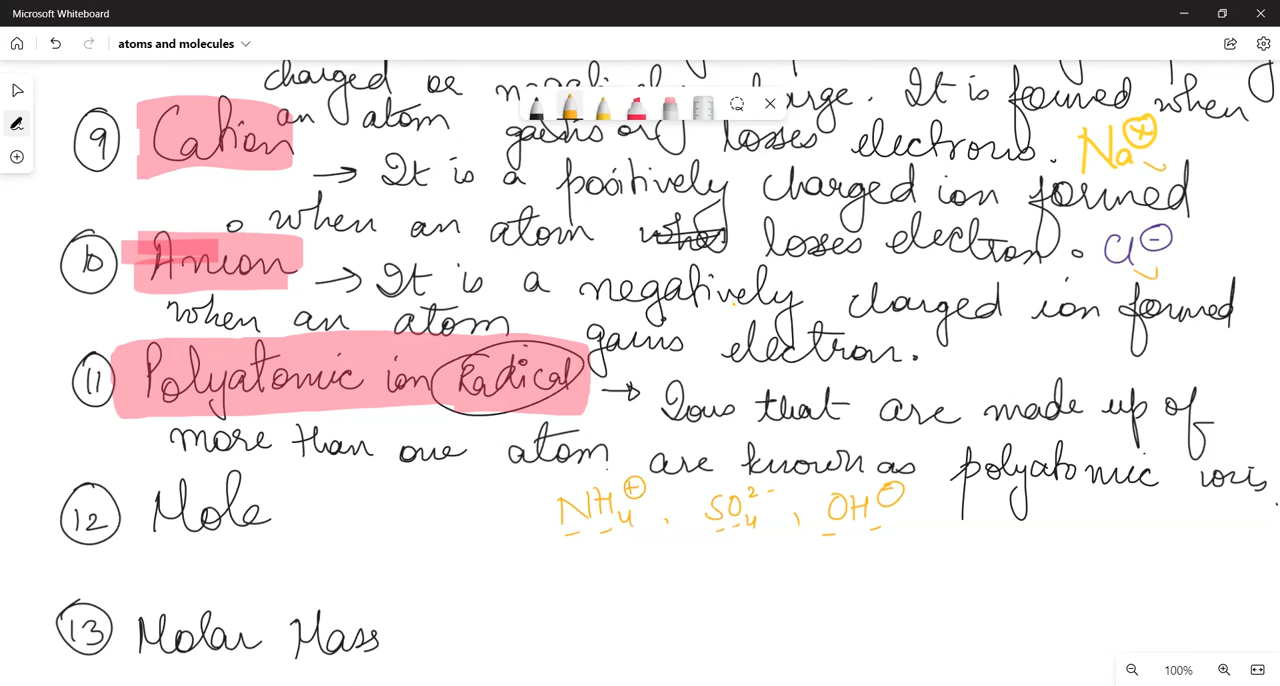 Microsoft Whiteboard
atoms and molecules
charged or charge. It is formed when
an atom gains or losses electrons.
9 Cation → It is a positively charged ion formed Na+
when an atom losses electron. Cl-
10 Anion → It is a negatively charged ion formed
when an atom gains electron.
11 Polyatomic ion Radical → Ions that are made up of
more than one atom are known as polyatomic ions.
NH4+, SO4 2-, OH-
12 Mole
13 Molar Mass
100%